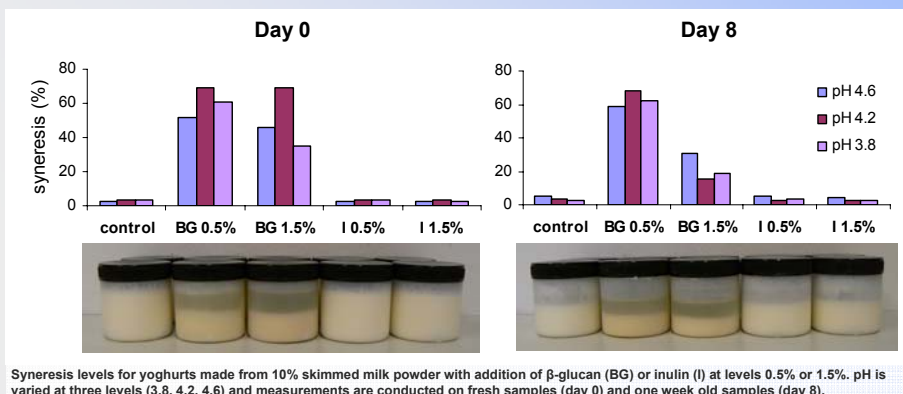 Day 0
Day 8
80
60
40
20
0
syneresis (%)
control BG 0.5% BG 1.5% I 0.5% I 1.5%
80
60
40
20
0
pH 4.6
pH 4.2
pH 3.8
control BG 0.5% BG 1.5% I 0.5% I 1.5%
Syneresis levels for yoghurts made from 10% skimmed milk powder with addition of β-glucan (BG) or inulin (I) at levels 0.5% or 1.5%. pH is
varied at three levels (3.8, 4.2, 4.6) and measurements are conducted on fresh samples (day 0) and one week old samples (day 8).